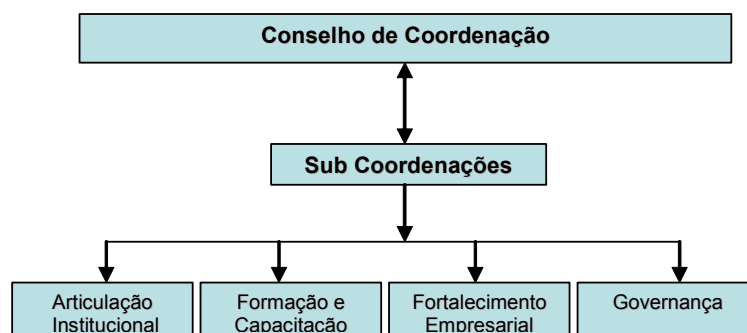 Conselho de Coordenação
Sub Coordenações
Articulação
Institucional
Formação e
Capacitação
Fortalecimento
Empresarial
Governança